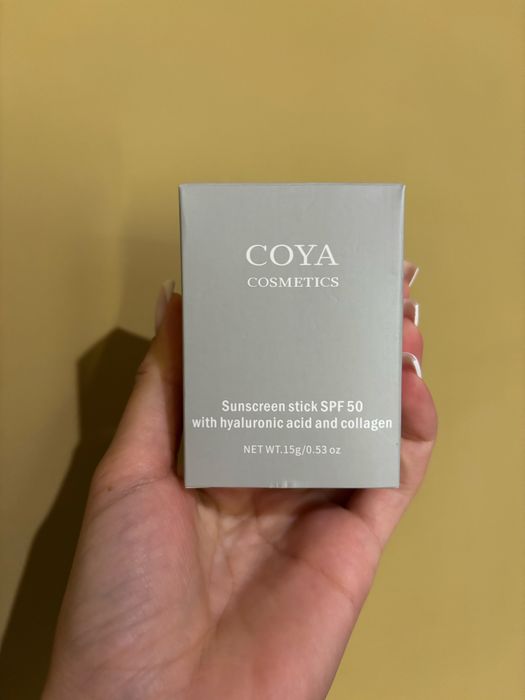 COYA
COSMETICS
Sunscreen stick SPF 50
with hyaluronic acid and collagen
NET WT.15g/0.53 oz